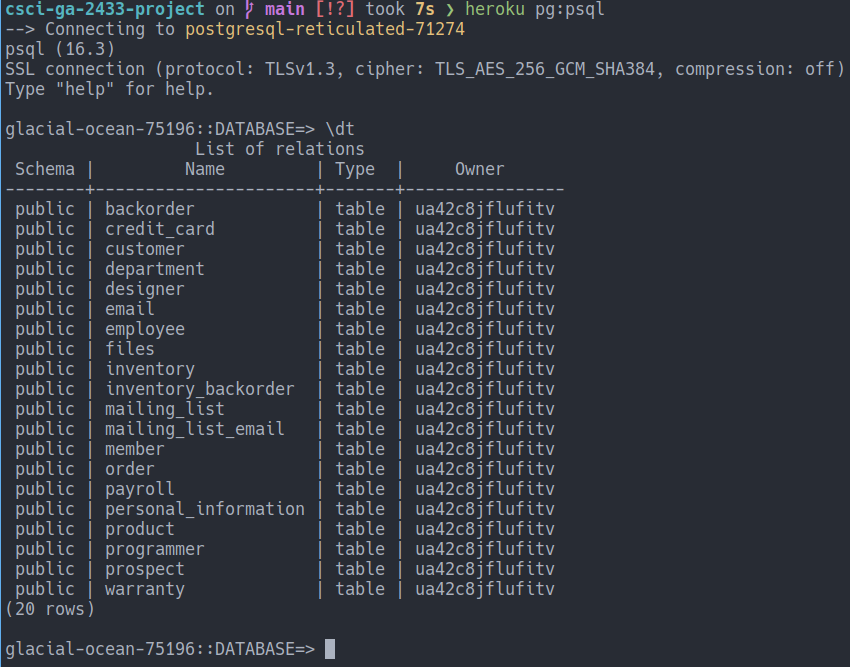 csci-ga-2433-project on  main [!?] took 7s ❯ heroku pg:psql
--> Connecting to postgresql-reticulated-71274
psql (16.3)
SSL connection (protocol: TLSv1.3, cipher: TLS_AES_256_GCM_SHA384, compression: off)
Type "help" for help.

glacial-ocean-75196::DATABASE=> \dt
                   List of relations
 Schema |         Name         | Type  |     Owner
--------+----------------------+-------+----------------
 public | backorder            | table | ua42c8jflufitv
 public | credit_card          | table | ua42c8jflufitv
 public | customer             | table | ua42c8jflufitv
 public | department           | table | ua42c8jflufitv
 public | designer             | table | ua42c8jflufitv
 public | email                | table | ua42c8jflufitv
 public | employee             | table | ua42c8jflufitv
 public | files                | table | ua42c8jflufitv
 public | inventory            | table | ua42c8jflufitv
 public | inventory_backorder  | table | ua42c8jflufitv
 public | mailing_list         | table | ua42c8jflufitv
 public | mailing_list_email   | table | ua42c8jflufitv
 public | member               | table | ua42c8jflufitv
 public | order                | table | ua42c8jflufitv
 public | payroll              | table | ua42c8jflufitv
 public | personal_information | table | ua42c8jflufitv
 public | product              | table | ua42c8jflufitv
 public | programmer           | table | ua42c8jflufitv
 public | prospect             | table | ua42c8jflufitv
 public | warranty             | table | ua42c8jflufitv
(20 rows)

glacial-ocean-75196::DATABASE=>